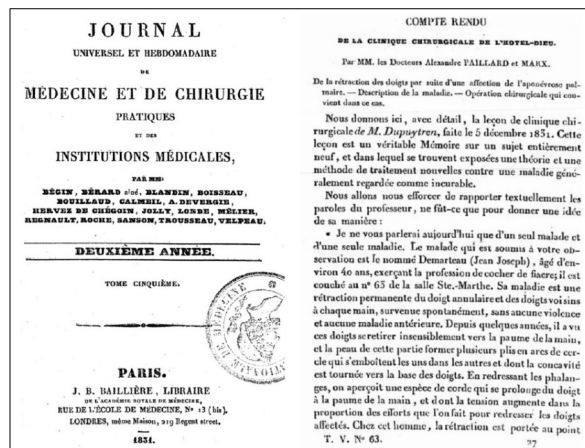 JOURNAL
UNIVERSEL ET HEBDOMADAIRE
DE
MÉDECINE ET DE CHIRURGIE
PRATIQUES
ET DES
INSTITUTIONS MÉDICALES,
PAR MM.
BÉGIN, BÉRARD aîné, BLANDIN, BOISSEAU,
BOUILLAUD, CALMEIL, A. DEVERGIE,
HERVEZ DE CHÉGOIN, JOLLY, LONDE, MÉLIER,
REGNAULT, ROCHE, SANSON, TROUSSEAU, VELPEAU.
DEUXIÈME ANNÉE.
TOME CINQUIÈME.
PARIS.
J. B. BAILLIÈRE, LIBRAIRE
DE L'ACADÉMIE ROYALE DE MÉDECINE,
RUE DE L'ÉCOLE DE MÉDECINE, N° 13 (bis).
LONDRES, même Maison, 219 Regent street.
1831.
COMPTE RENDU
DE LA CLINIQUE CHIRURGICALE DE L'HOTEL-DIEU.
Par MM. les Docteurs Alexandre PAILLARD et MARX.
De la rétraction des doigts par suite d'une affection de l'aponévrose pal-
maire. — Description de la maladie. — Opération chirurgicale qui con-
vient dans ce cas.
Nous donnons ici, avec détail, la leçon de clinique chi-
rurgicale de M. Dupuytren, faite le 5 décembre 1831. Cette
leçon est un véritable Mémoire sur un sujet entièrement
neuf, et dans lequel se trouvent exposées une théorie et une
méthode de traitement nouvelles contre une maladie géné-
ralement regardée comme incurable.
Nous allons nous efforcer de rapporter textuellement les
paroles du professeur, ne fût-ce que pour donner une idée
de sa manière :
« Je ne vous parlerai aujourd'hui que d'un seul malade et
d'une seule maladie. Le malade qui est soumis à votre ob-
servation est le nommé Demarteau (Jean Joseph), âgé d'en-
viron 40 ans, exerçant la profession de cocher de fiacre; il est
couché au n° 63 de la salle Ste.-Marthe. Sa maladie est une
rétraction permanente du doigt annulaire et des doigts voisins
à chaque main, survenue spontanément, sans aucune violence
et aucune maladie antérieure. Depuis quelques années, il a vu
ces doigts se retirer insensiblement vers la paume de la main,
et la peau de cette partie former plusieurs plis en arcs de cer-
cle qui s'emboîtent les uns dans les autres et dont la concavité
est tournée vers la base des doigts. En redressant les phalan-
ges, on aperçoit une espèce de corde qui se prolonge du doigt
à la paume de la main, et dont la tension augmente dans la
proportion des efforts que l'on fait pour redresser les doigts
affectés. Chez cet homme, la rétraction est portée au point
T. V. N° 63. 27